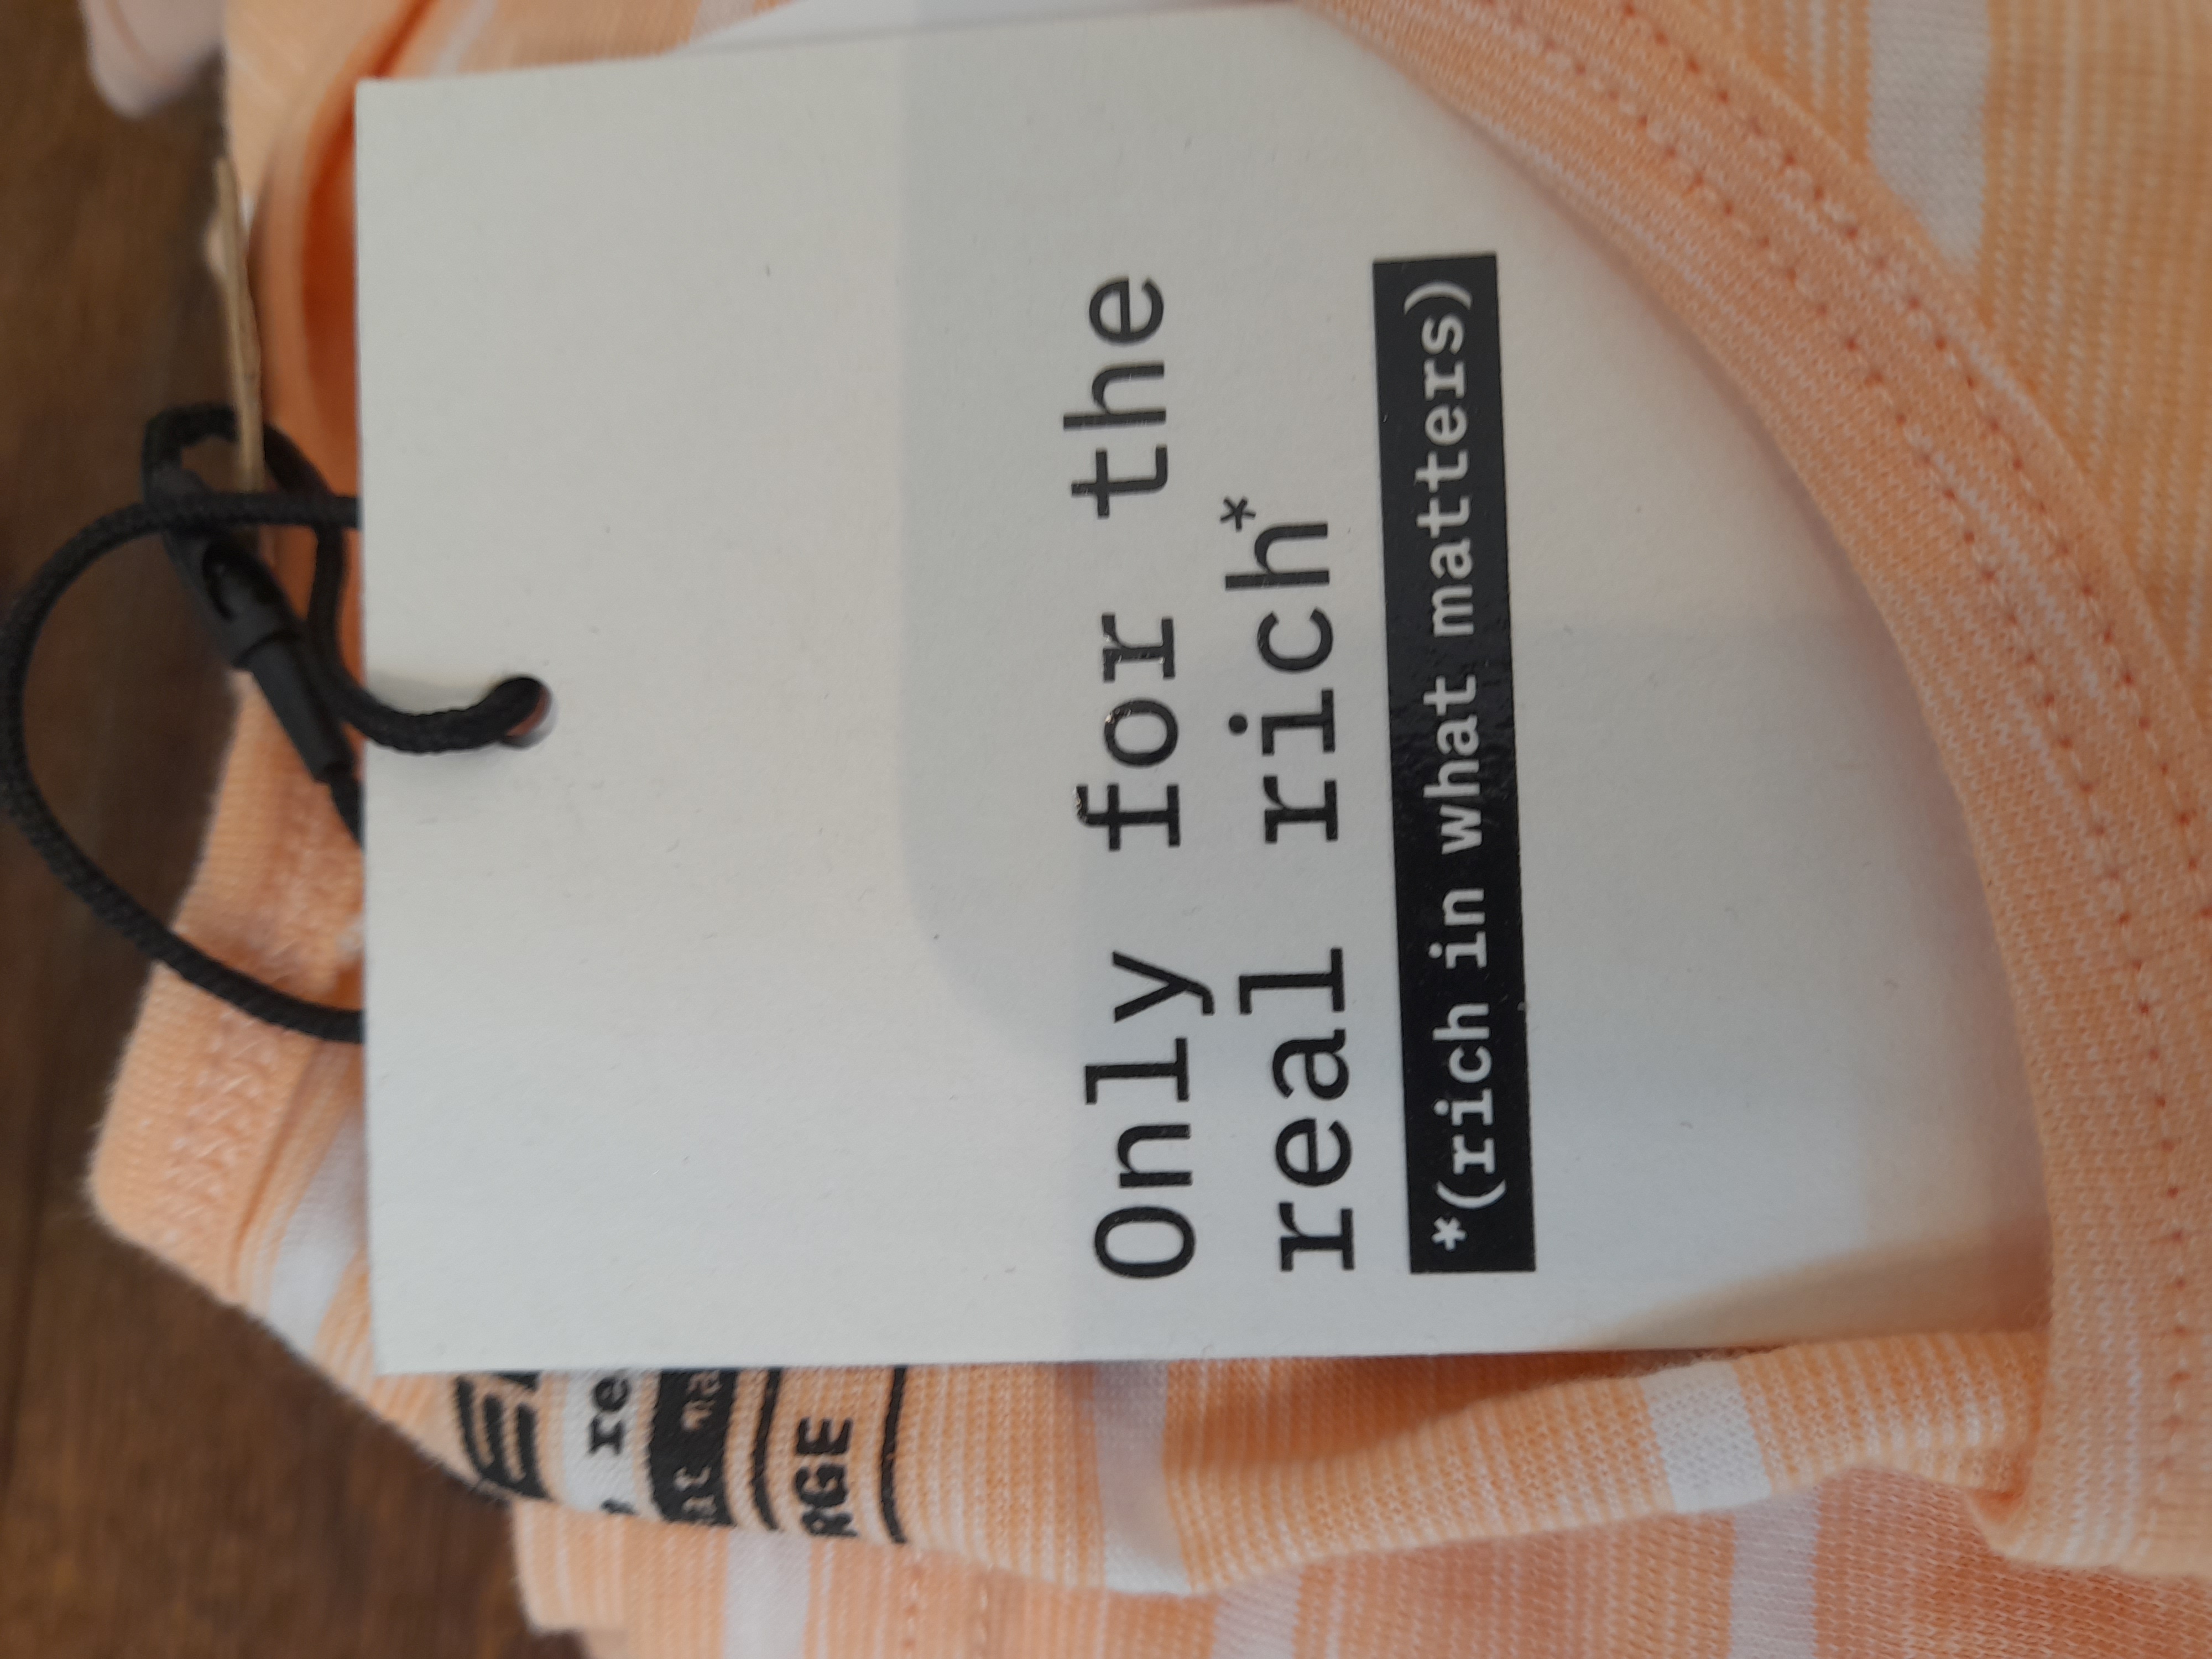 Only for the
real rich*
*(rich in what matters)
RGE